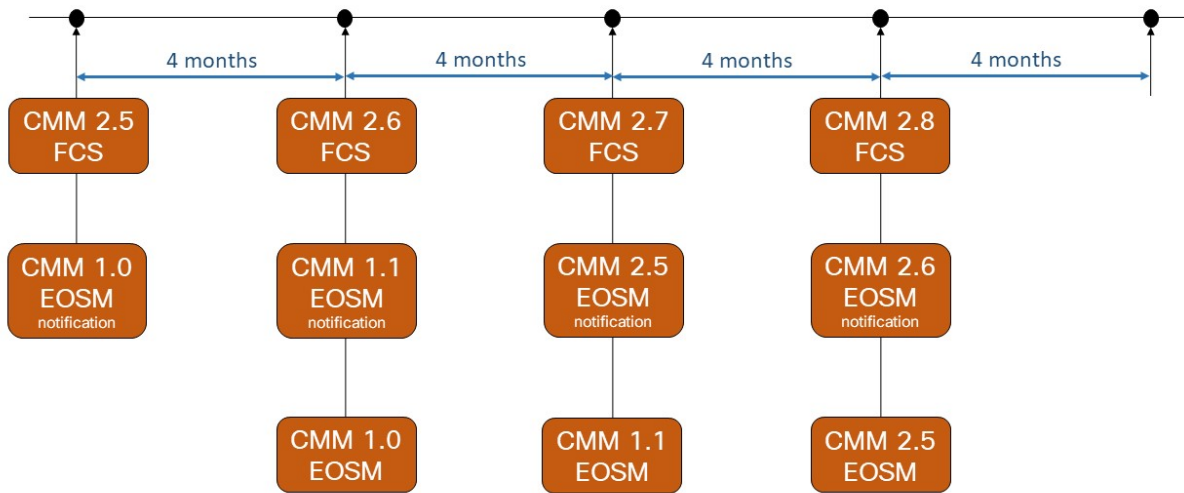 4 months
4 months
4 months
4 months
CMM 2.5
FCS
CMM 2.6
FCS
CMM 2.7
FCS
CMM 2.8
FCS
CMM 1.0
EOSM
notification
CMM 1.1
EOSM
notification
CMM 2.5
EOSM
notification
CMM 2.6
EOSM
notification
CMM 1.0
EOSM
CMM 1.1
EOSM
CMM 2.5
EOSM